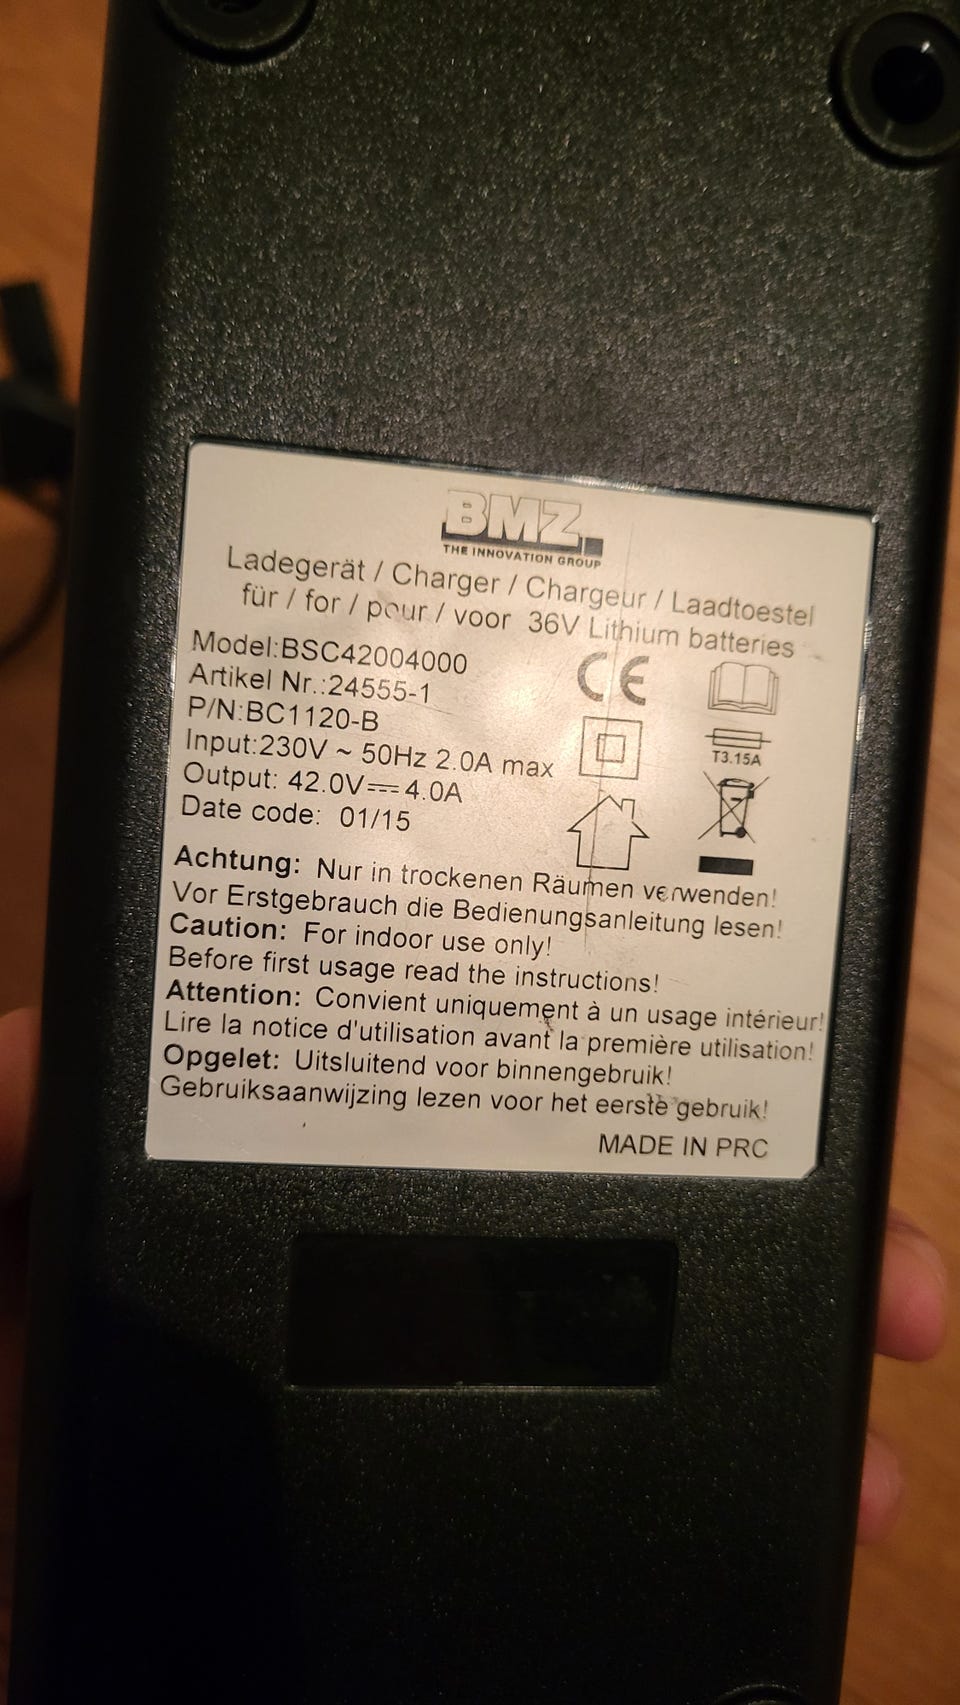 BMZ
THE INNOVATION GROUP
Ladegerät / Charger / Chargeur / Laadtoestel
für / for / pour / voor 36V Lithium batteries
Model:BSC42004000
Artikel Nr.:24555-1
P/N:BC1120-B
Input:230V ~ 50Hz 2.0A max
Output: 42.0V⎓4.0A
Date code: 01/15
CE
T3.15A
Achtung: Nur in trockenen Räumen verwenden!
Vor Erstgebrauch die Bedienungsanleitung lesen!
Caution: For indoor use only!
Before first usage read the instructions!
Attention: Convient uniquement à un usage intérieur!
Lire la notice d'utilisation avant la première utilisation!
Opgelet: Uitsluitend voor binnengebruik!
Gebruiksaanwijzing lezen voor het eerste gebruik!
MADE IN PRC